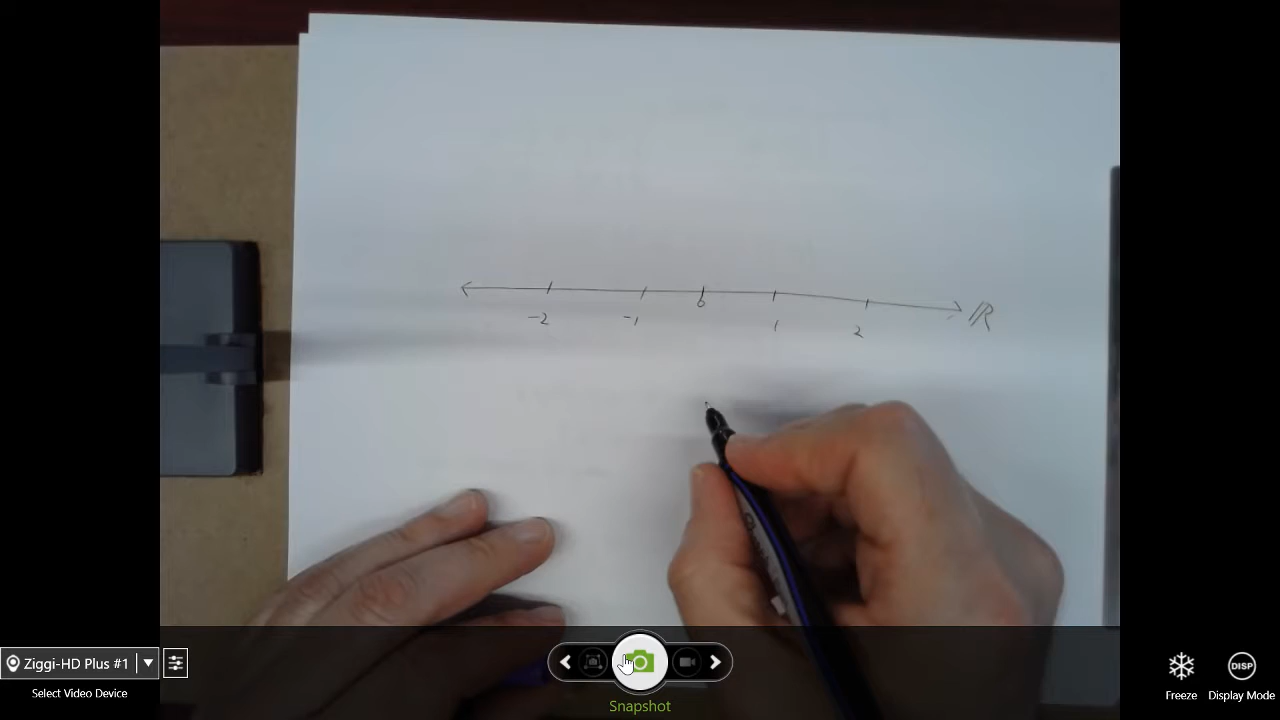 0
-2 -1 1 2 ℝ
Ziggi-HD Plus #1
Select Video Device
Snapshot
Freeze
DISP
Display Mode